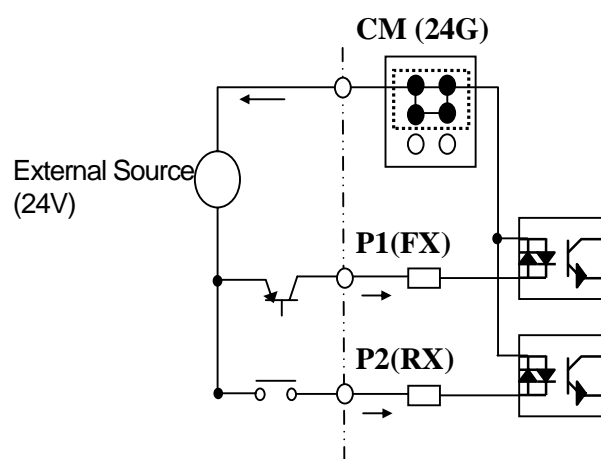 CM (24G)
External Source
(24V)
P1(FX)
P2(RX)